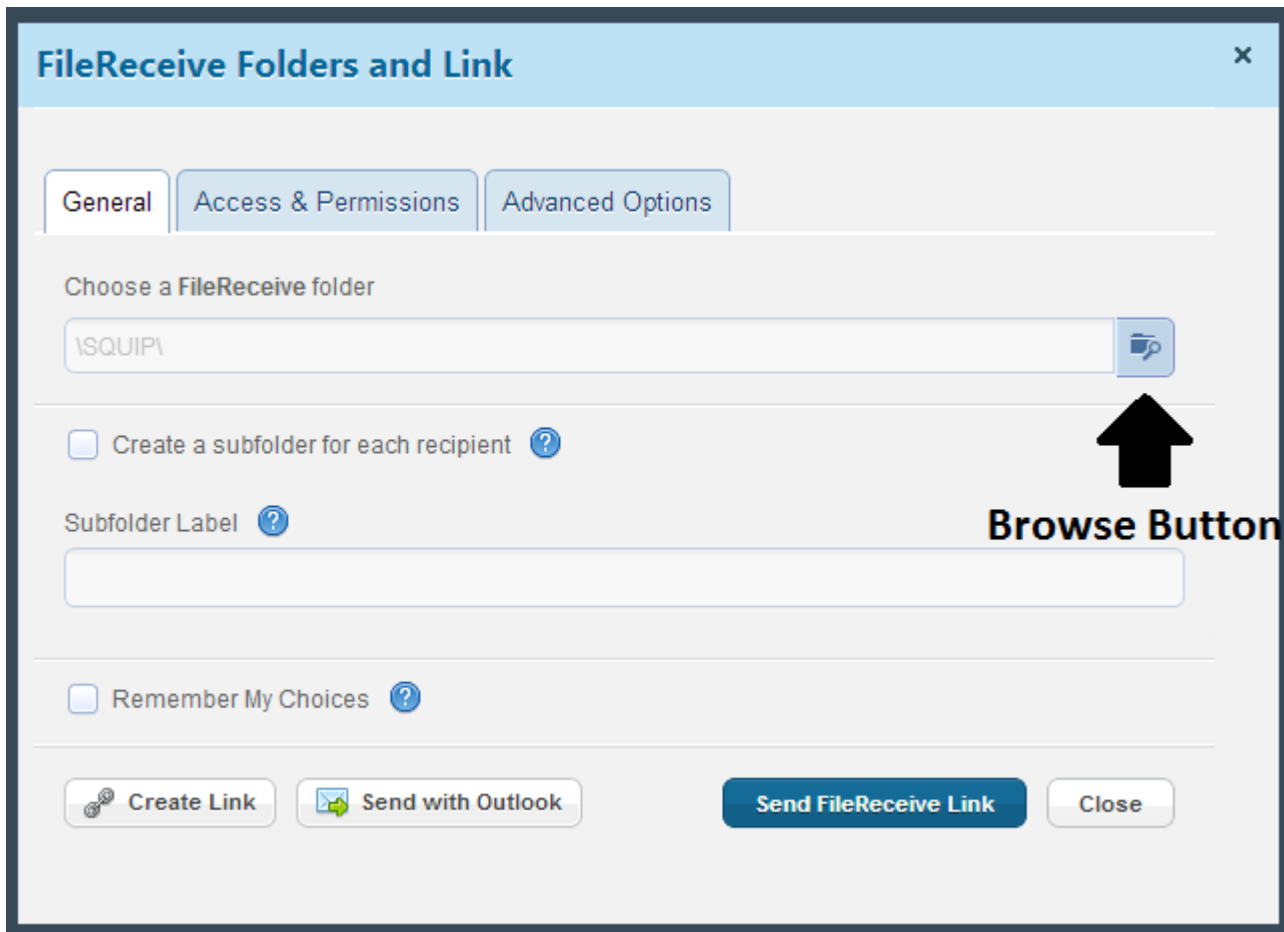 FileReceive Folders and Link
×
General Access & Permissions Advanced Options
Choose a FileReceive folder
\SQUIP\
Create a subfolder for each recipient ?
Subfolder Label ?
Browse Button
Remember My Choices ?
Create Link Send with Outlook Send FileReceive Link Close